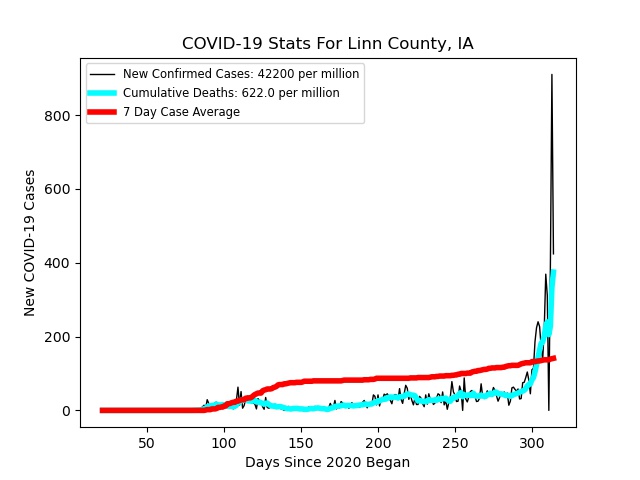 COVID-19 Stats For Linn County, IA
New Confirmed Cases: 42200 per million
Cumulative Deaths: 622.0 per million
7 Day Case Average
New COVID-19 Cases
800
600
400
200
0
50 100 150 200 250 300
Days Since 2020 Began